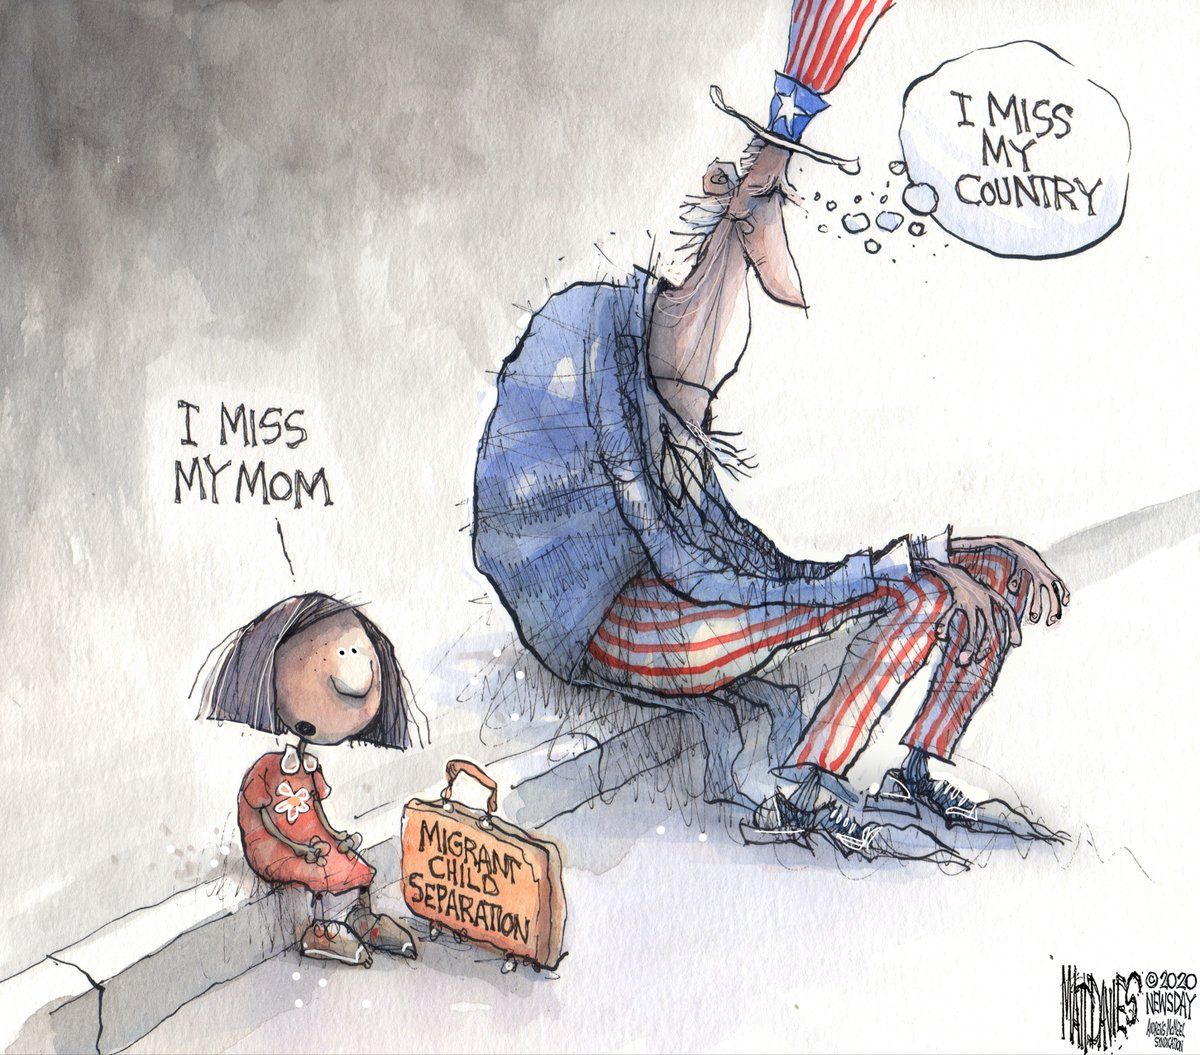 I MISS
MY
COUNTRY
I MISS
MY MOM
MIGRANT
CHILD
SEPARATION
MATT DAVIES
© 2020
NEWSDAY
ANDREWS MCMEEL
SYNDICATION